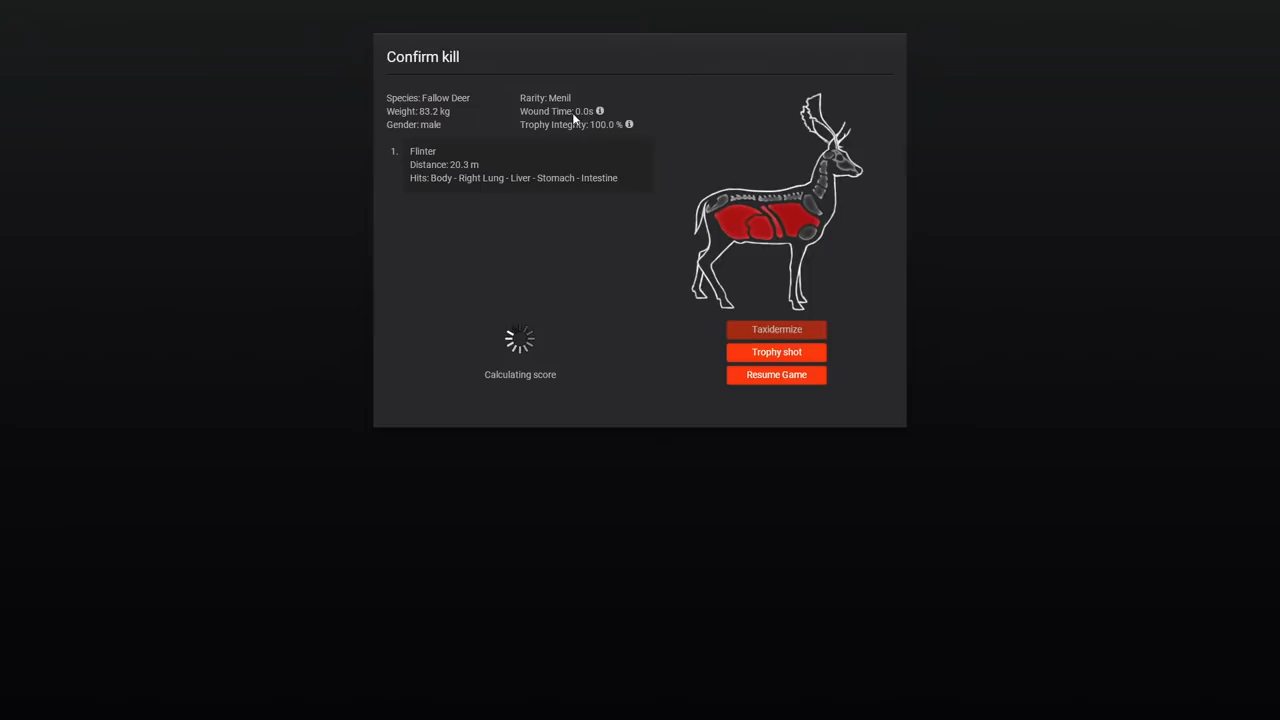 Confirm kill
Species: Fallow Deer
Weight: 83.2 kg
Gender: male
Rarity: Menil
Wound Time: 0.0s
Trophy Integrity: 100.0 %
1. Flinter
Distance: 20.3 m
Hits: Body - Right Lung - Liver - Stomach - Intestine
Calculating score
Taxidermize
Trophy shot
Resume Game